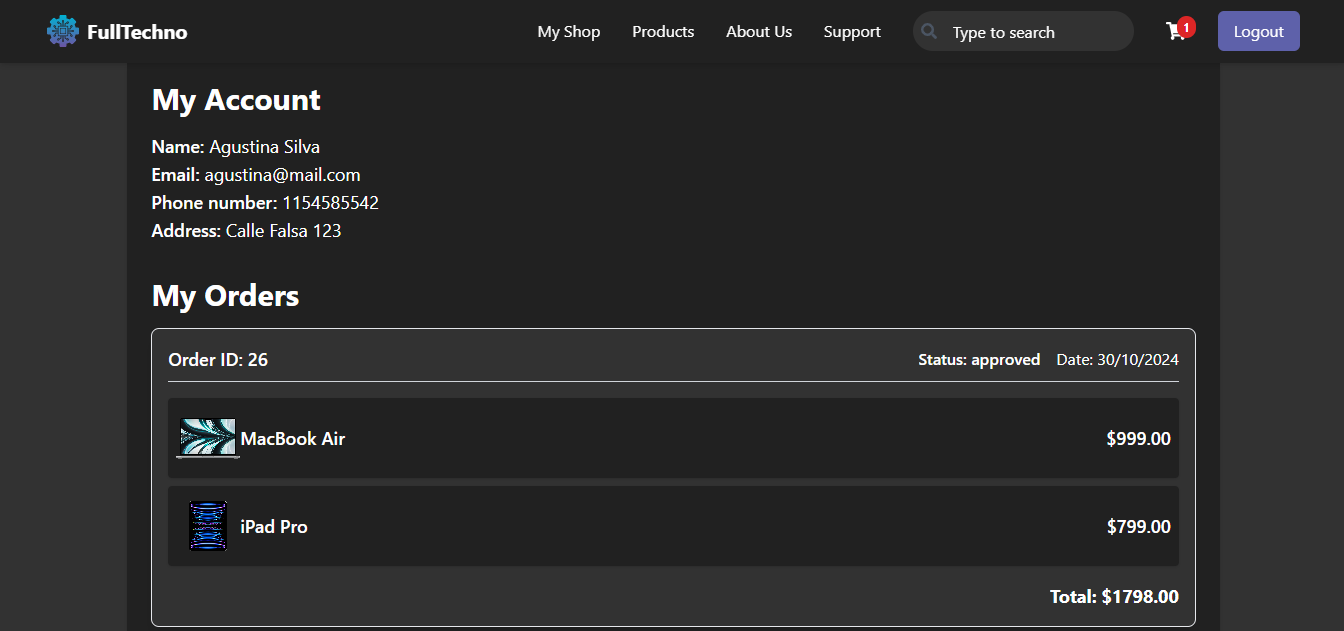 FullTechno My Shop Products About Us Support Type to search 1 Logout
My Account
Name: Agustina Silva
Email: agustina@mail.com
Phone number: 1154585542
Address: Calle Falsa 123
My Orders
Order ID: 26 Status: approved Date: 30/10/2024
MacBook Air $999.00
iPad Pro $799.00
Total: $1798.00